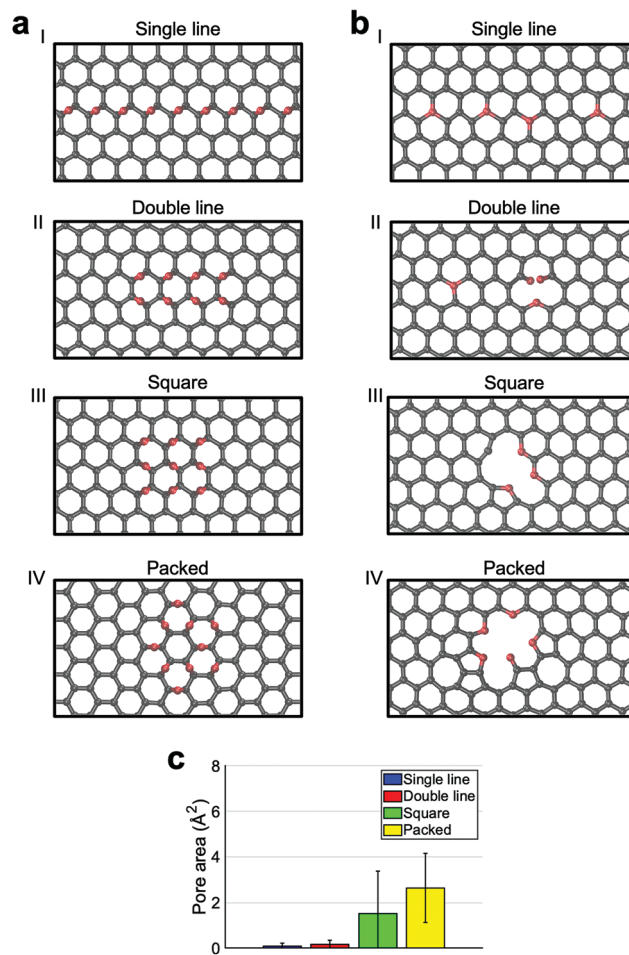 a
b
I
Single line
I
Single line
II
Double line
II
Double line
III
Square
III
Square
IV
Packed
IV
Packed
c
Pore area (Å²)
8
6
4
2
0
Single line
Double line
Square
Packed